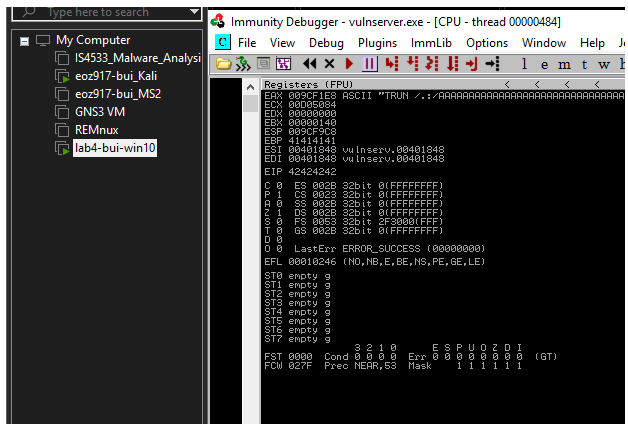 Type here to search
My Computer
IS4533_Malware_Analysi
eoz917-bui_Kali
eoz917-bui_MS2
GNS3 VM
REMnux
lab4-bui-win10
Immunity Debugger - vulnserver.exe - [CPU - thread 00000484]
C File View Debug Plugins ImmLib Options Window Help Jo
l e m t w h
Registers (FPU) < < < <
EAX 009CF1E8 ASCII "TRUN /.:/AAAAAAAAAAAAAAAAAAAAAAAAAAAAA
ECX 00D05084
EDX 00000000
EBX 00000140
ESP 009CF9C8
EBP 41414141
ESI 00401848 vulnserv.00401848
EDI 00401848 vulnserv.00401848
EIP 42424242
C 0 ES 002B 32bit 0(FFFFFFFF)
P 1 CS 0023 32bit 0(FFFFFFFF)
A 0 SS 002B 32bit 0(FFFFFFFF)
Z 1 DS 002B 32bit 0(FFFFFFFF)
S 0 FS 0053 32bit 2F3000(FFF)
T 0 GS 002B 32bit 0(FFFFFFFF)
D 0
O 0 LastErr ERROR_SUCCESS (00000000)
EFL 00010246 (NO,NB,E,BE,NS,PE,GE,LE)
ST0 empty g
ST1 empty g
ST2 empty g
ST3 empty g
ST4 empty g
ST5 empty g
ST6 empty g
ST7 empty g
3 2 1 0 E S P U O Z D I
FST 0000 Cond 0 0 0 0 Err 0 0 0 0 0 0 0 0 (GT)
FCW 027F Prec NEAR,53 Mask 1 1 1 1 1 1